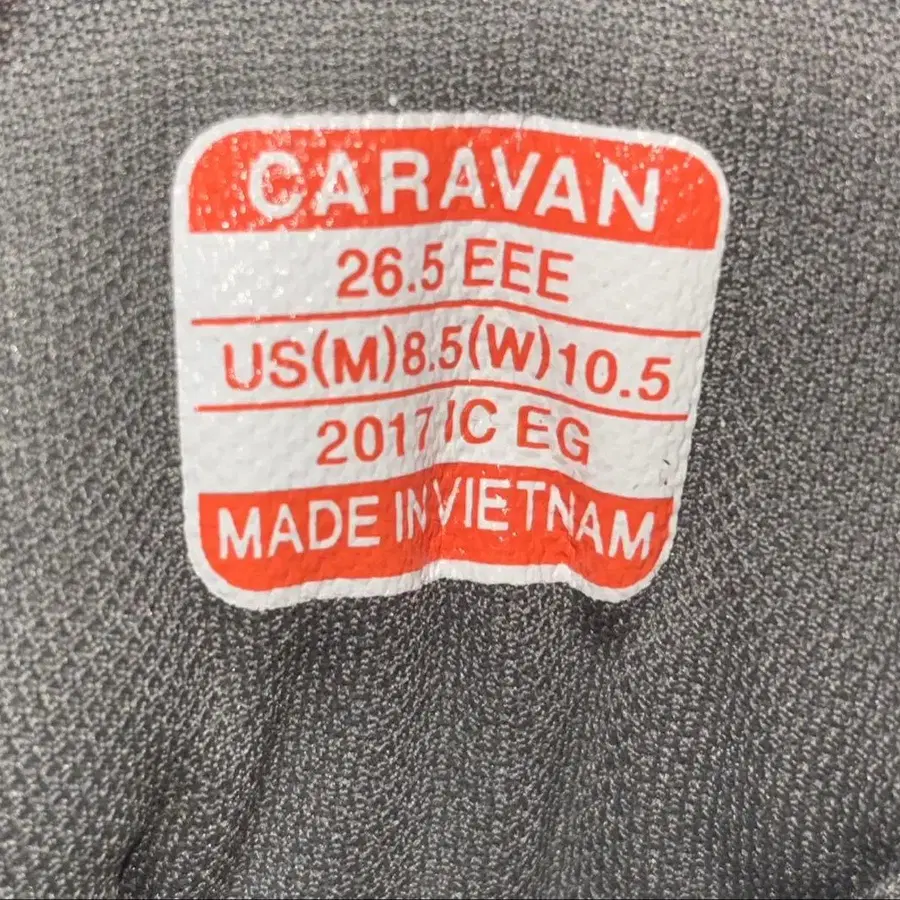 CARAVAN
26.5 EEE
US(M)8.5(W)10.5
2017 IC EG
MADE IN VIETNAM